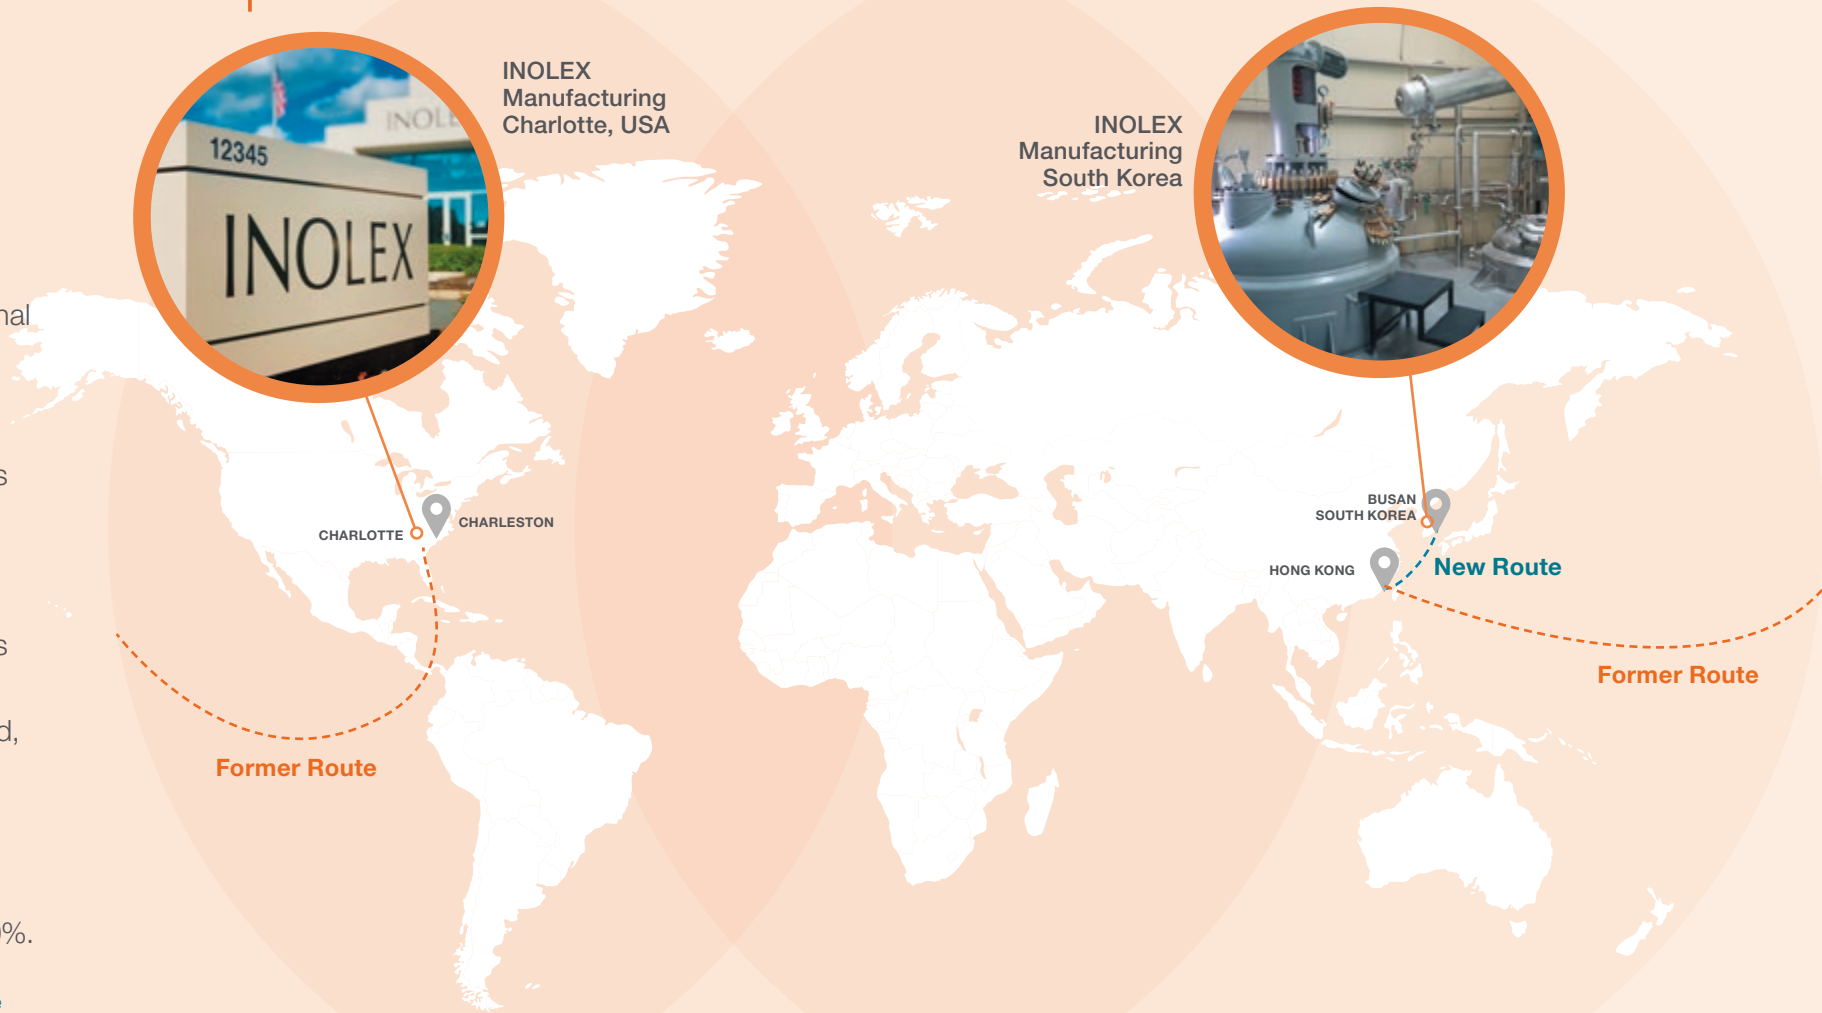 INOLEX
Manufacturing
Charlotte, USA
INOLEX
Manufacturing
South Korea
12345
INOLEX
CHARLOTTE
CHARLESTON
BUSAN
SOUTH KOREA
HONG KONG
New Route
Former Route
Former Route
d,